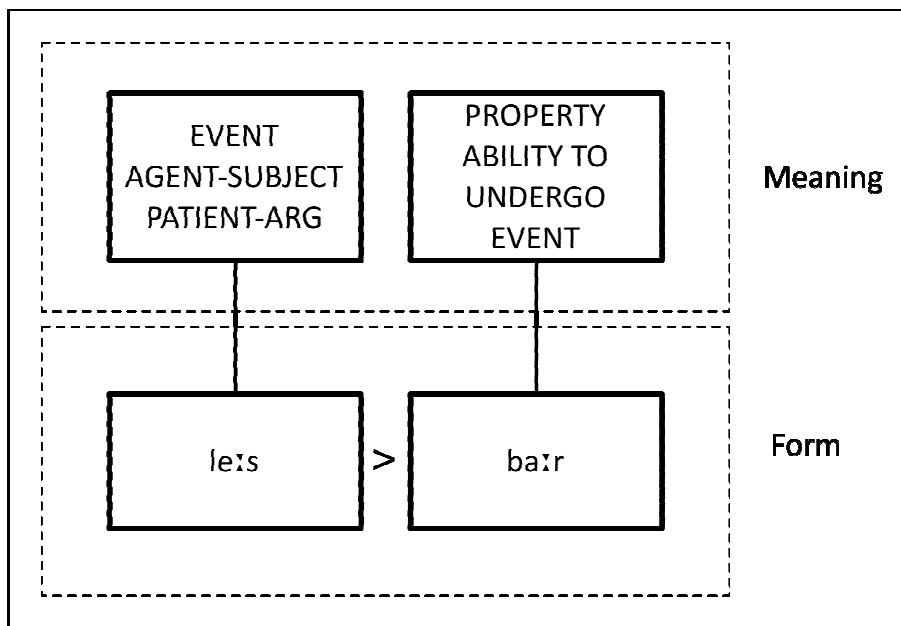 EVENT
AGENT-SUBJECT
PATIENT-ARG
PROPERTY
ABILITY TO
UNDERGO
EVENT
Meaning
leːs
>
baːr
Form